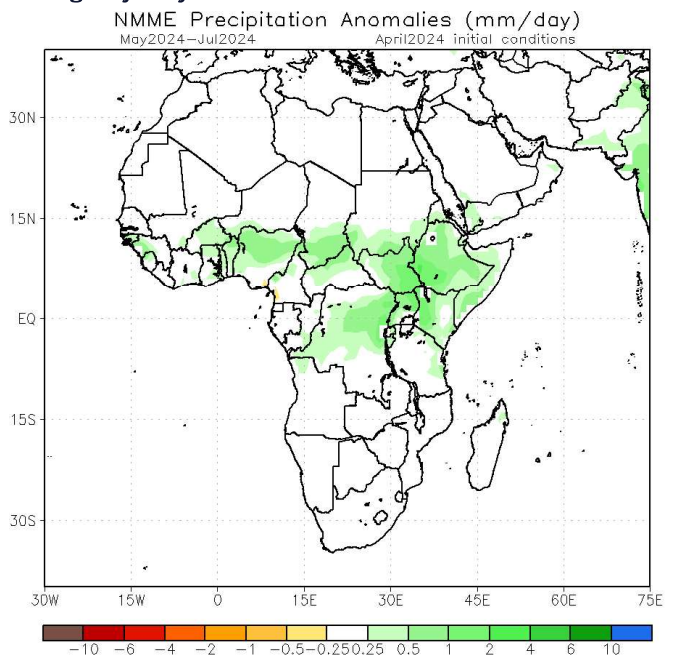 NMME Precipitation Anomalies (mm/day)
May2024–Jul2024 April2024 initial conditions
30N
15N
EQ
15S
30S
30W 15W 0 15E 30E 45E 60E 75E
−10 −6 −4 −2 −1 −0.5 −0.25 0.25 0.5 1 2 4 6 10